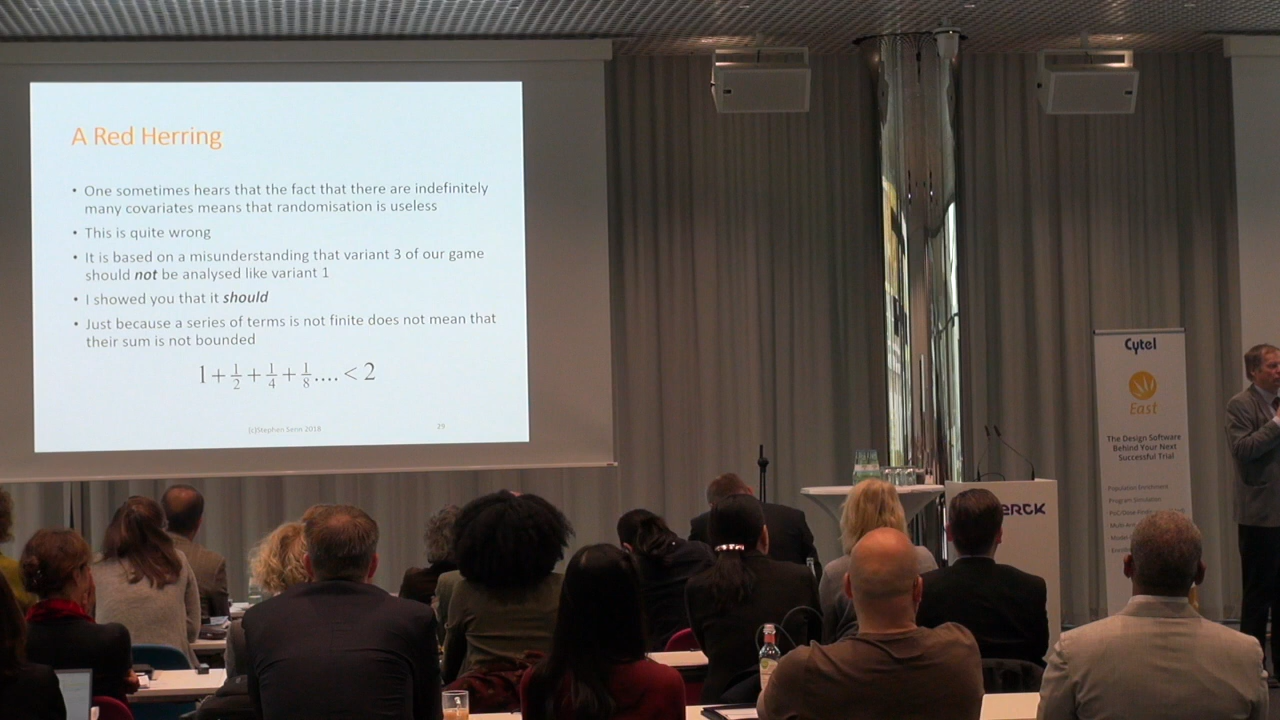 A Red Herring
• One sometimes hears that the fact that there are indefinitely
many covariates means that randomisation is useless
• This is quite wrong
• It is based on a misunderstanding that variant 3 of our game
should not be analysed like variant 1
• I showed you that it should
• Just because a series of terms is not finite does not mean that
their sum is not bounded
1 + 1/2 + 1/4 + 1/8 .... < 2
(c)Stephen Senn 2018
29
Cytel
East
The Design Software
Behind Your Next
Successful Trial
Population Enrichment
Program Simulation
ERCK